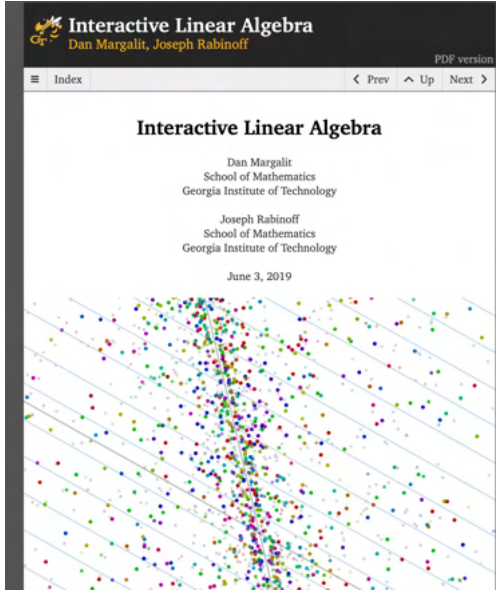 Interactive Linear Algebra
Dan Margalit, Joseph Rabinoff
PDF version
Index
Prev
Up
Next
Interactive Linear Algebra
Dan Margalit
School of Mathematics
Georgia Institute of Technology
Joseph Rabinoff
School of Mathematics
Georgia Institute of Technology
June 3, 2019